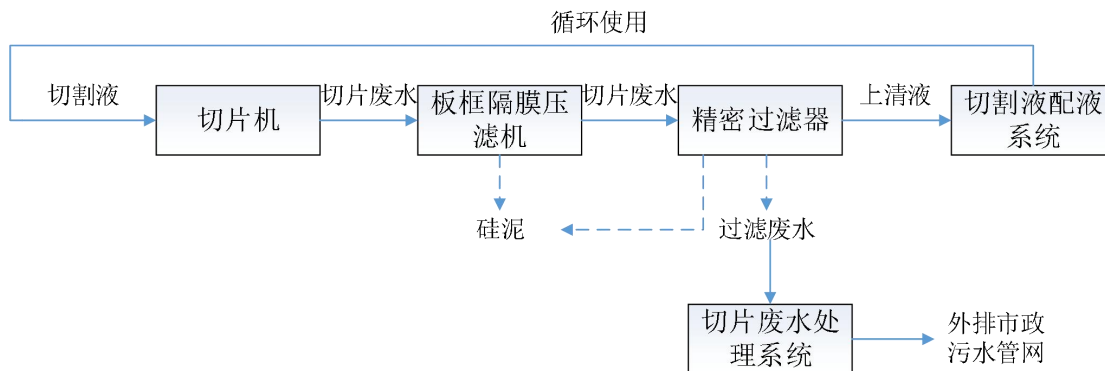 循环使用
切割液
切片机
切片废水
板框隔膜压
滤机
切片废水
精密过滤器
上清液
切割液配液
系统
硅泥
过滤废水
切片废水处
理系统
外排市政
污水管网